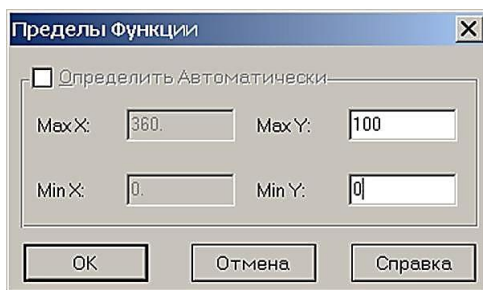 Пределы Функции
Определить Автоматически
Max X: 360. Max Y: 100
Min X: 0. Min Y: 0
OK Отмена Справка